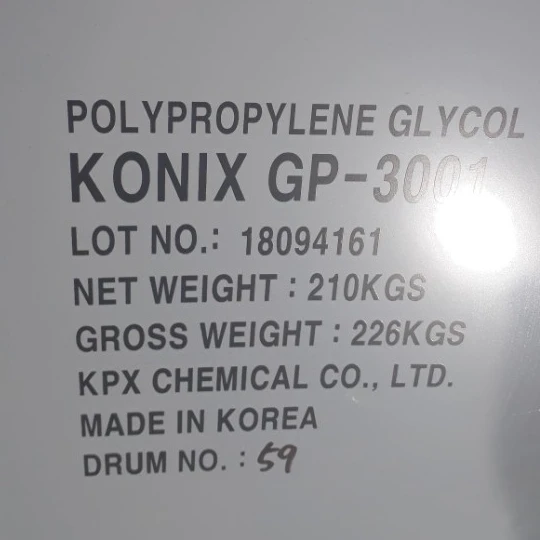 POLYPROPYLENE GLYCOL
KONIX GP-3001
LOT NO.: 18094161
NET WEIGHT : 210KGS
GROSS WEIGHT : 226KGS
KPX CHEMICAL CO., LTD.
MADE IN KOREA
DRUM NO. : 59